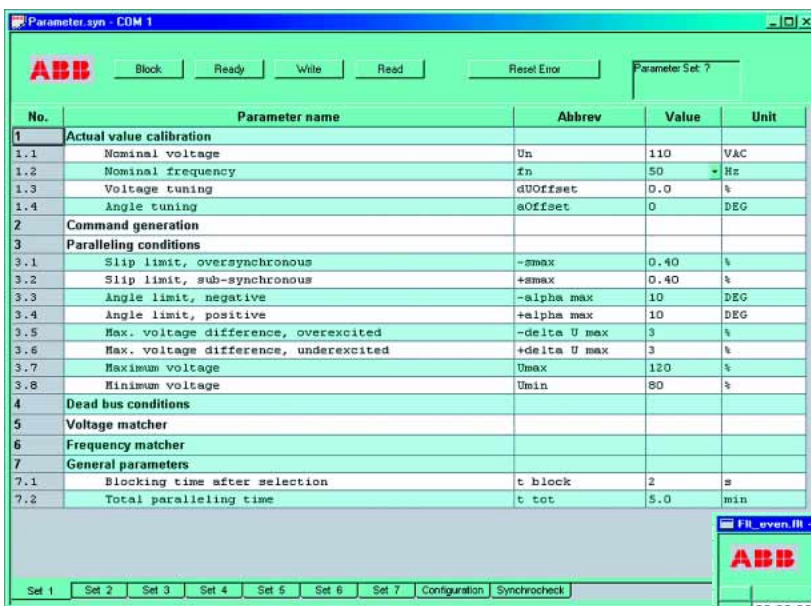 Parameter.syn - COM 1
ABB Block Ready Write Read Reset Error Parameter Set: ?
No. Parameter name Abbrev Value Unit
1 Actual value calibration
1.1 Nominal voltage Un 110 VAC
1.2 Nominal frequency fn 50 Hz
1.3 Voltage tuning dUOffset 0.0 %
1.4 Angle tuning aOffset 0 DEG
2 Command generation
3 Paralleling conditions
3.1 Slip limit, oversynchronous -smax 0.40 %
3.2 Slip limit, sub-synchronous +smax 0.40 %
3.3 Angle limit, negative -alpha max 10 DEG
3.4 Angle limit, positive +alpha max 10 DEG
3.5 Max. voltage difference, overexcited -delta U max 3 %
3.6 Max. voltage difference, underexcited +delta U max 3 %
3.7 Maximum voltage Umax 120 %
3.8 Minimum voltage Umin 80 %
4 Dead bus conditions
5 Voltage matcher
6 Frequency matcher
7 General parameters
7.1 Blocking time after selection t block 2 s
7.2 Total paralleling time t tot 5.0 min
Flt_even.flt -
ABB
Set 1 Set 2 Set 3 Set 4 Set 5 Set 6 Set 7 Configuration Synchrocheck